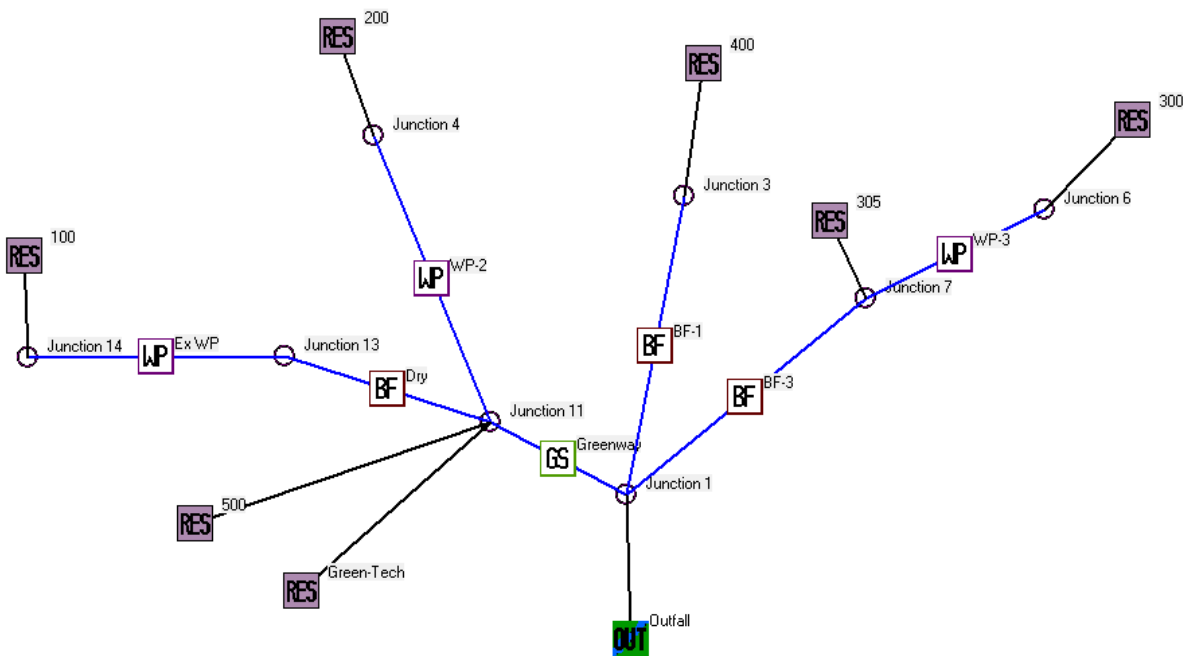 200
RES
400
RES
300
RES
Junction 4
Junction 3
305
RES
Junction 6
100
RES
WP-2
WP
WP-3
WP
Junction 7
Junction 14
Ex WP
WP
Junction 13
BF-1
BF
Dry
BF
BF-3
BF
Junction 11
Greenway
GS
Junction 1
500
RES
Green-Tech
RES
Outfall
OUT